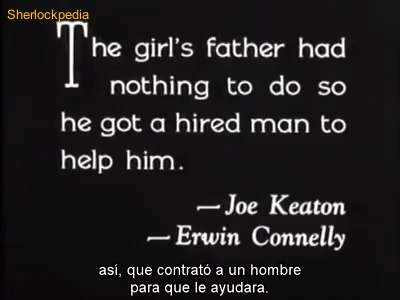 Sherlockpedia
The girl's father had
nothing to do so
he got a hired man to
help him.
—Joe Keaton
—Erwin Connelly
así, que contrató a un hombre
para que le ayudara.